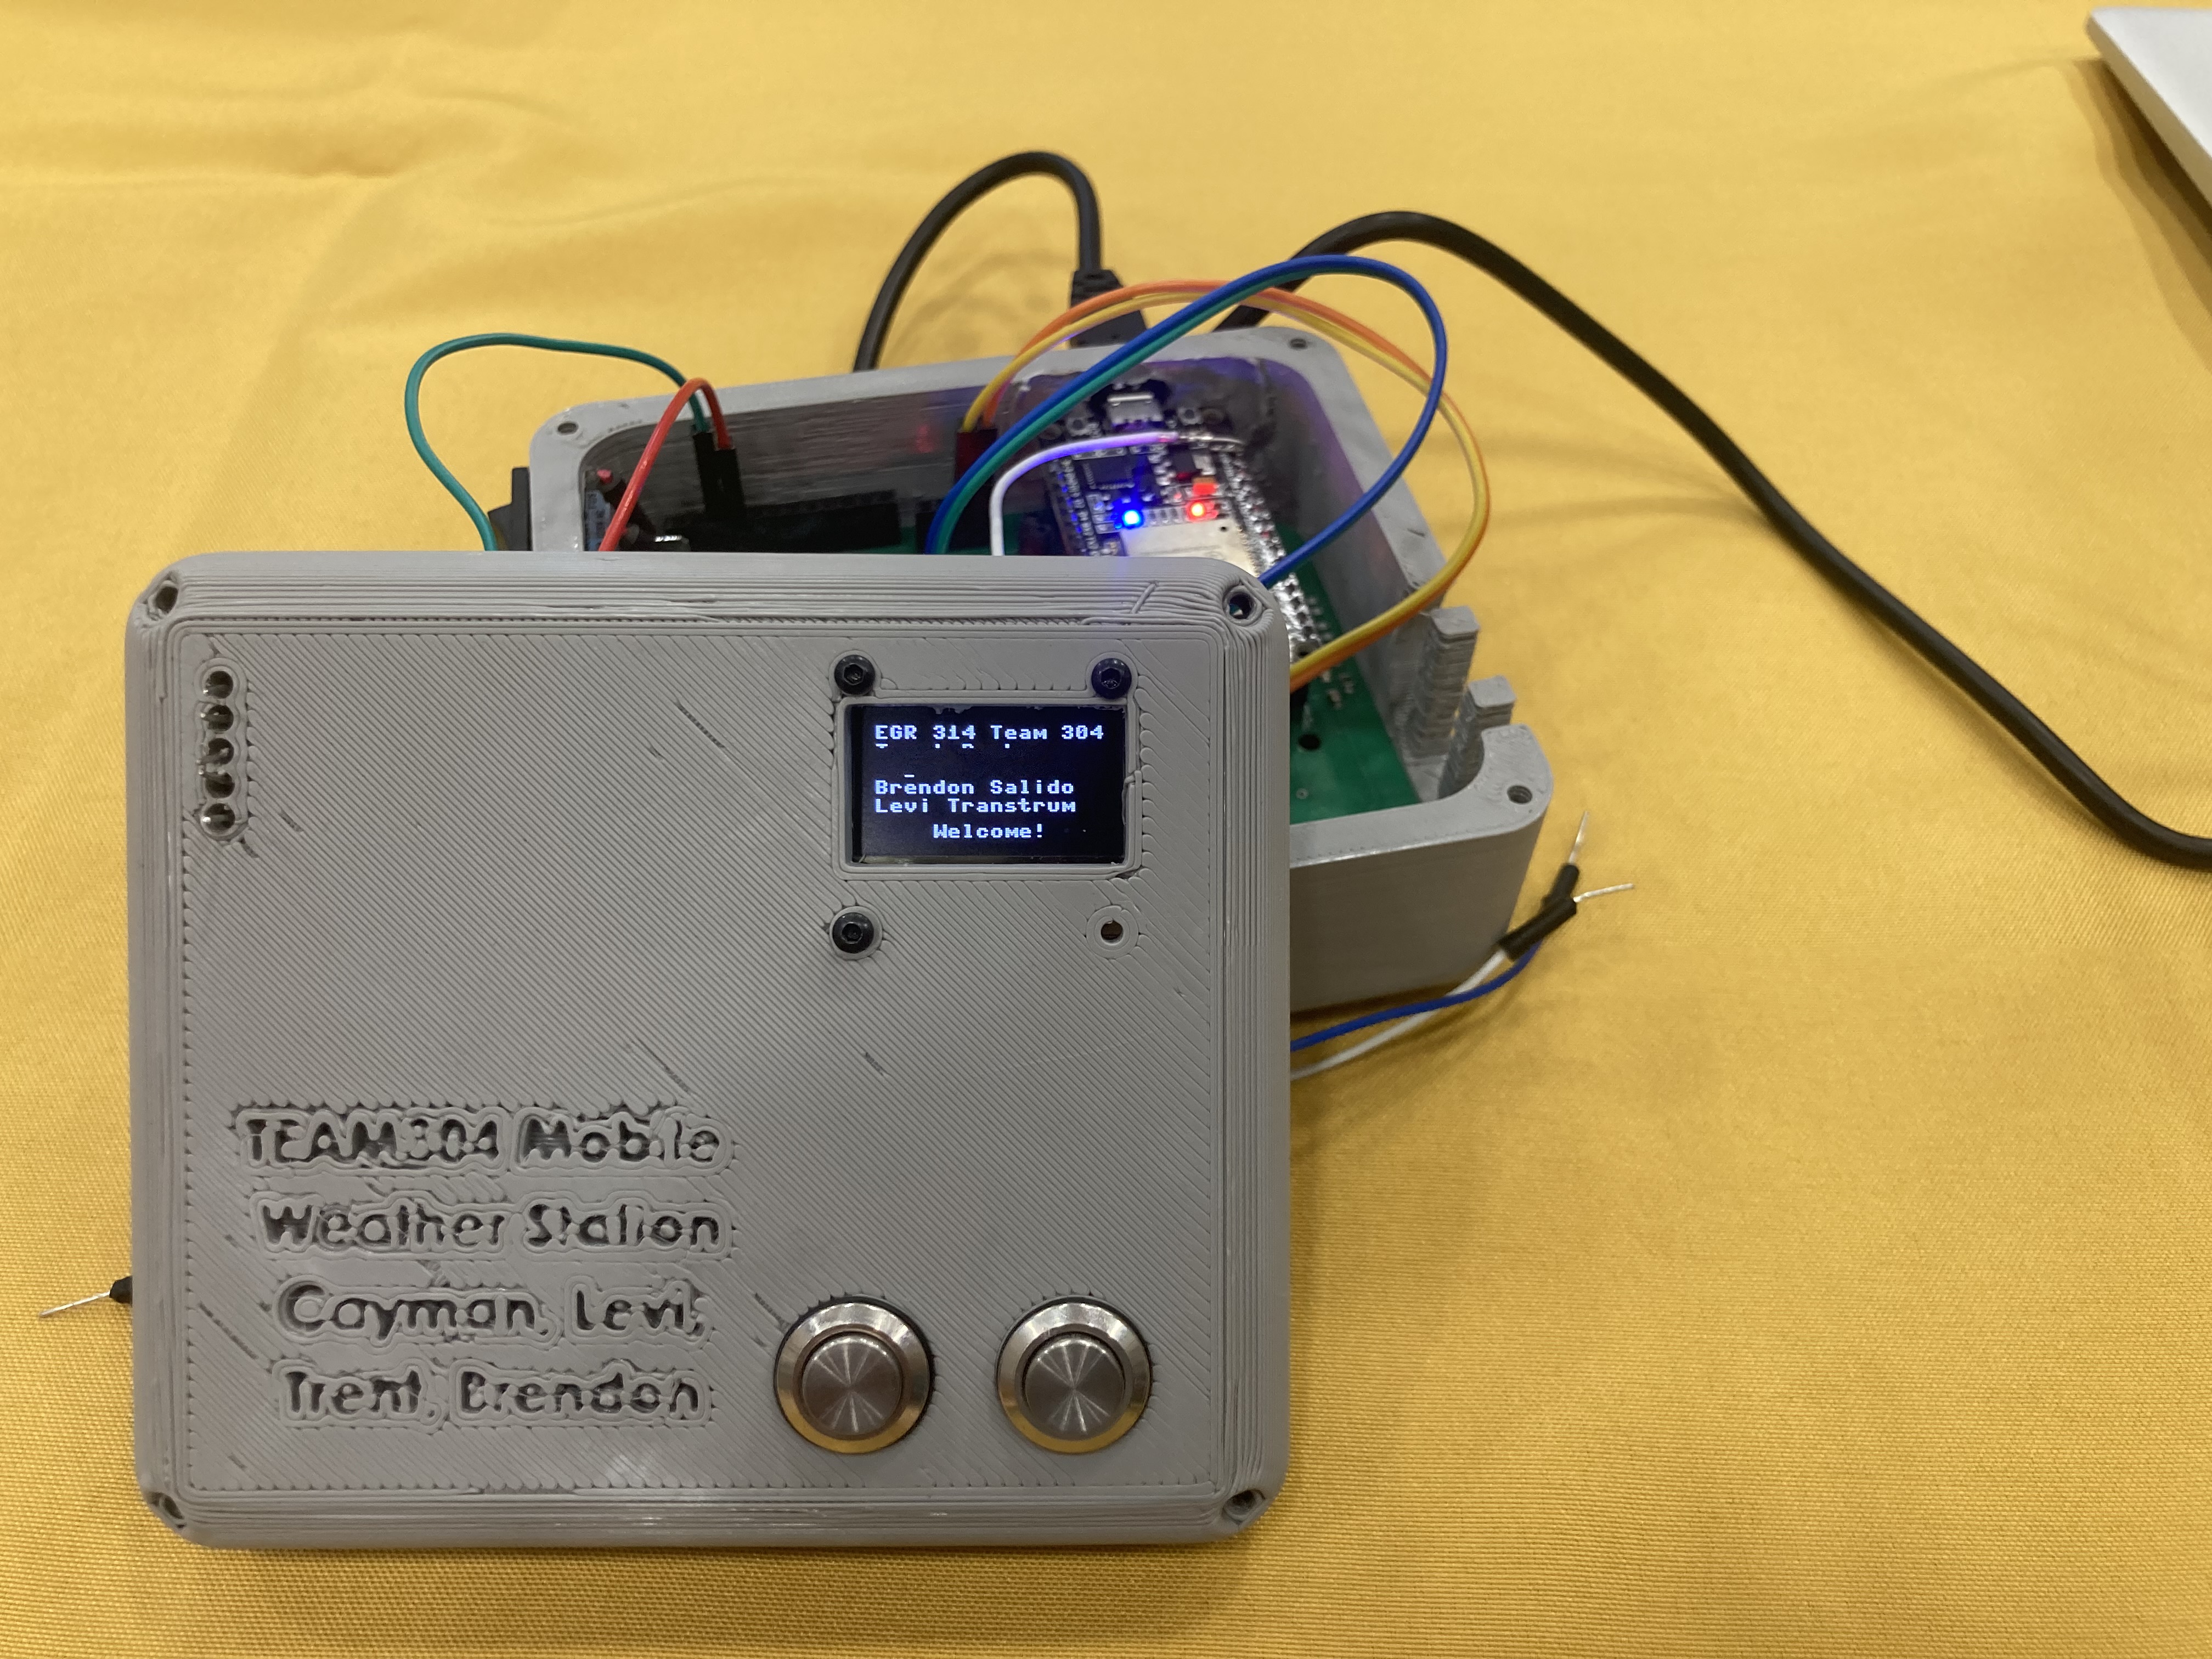 EGR 314 Team 304
Brendon Salido
Levi Transtrum
Welcome!
TEAM304 Mobile
Weather Station
Cayman, Levi,
Trent, Brendon